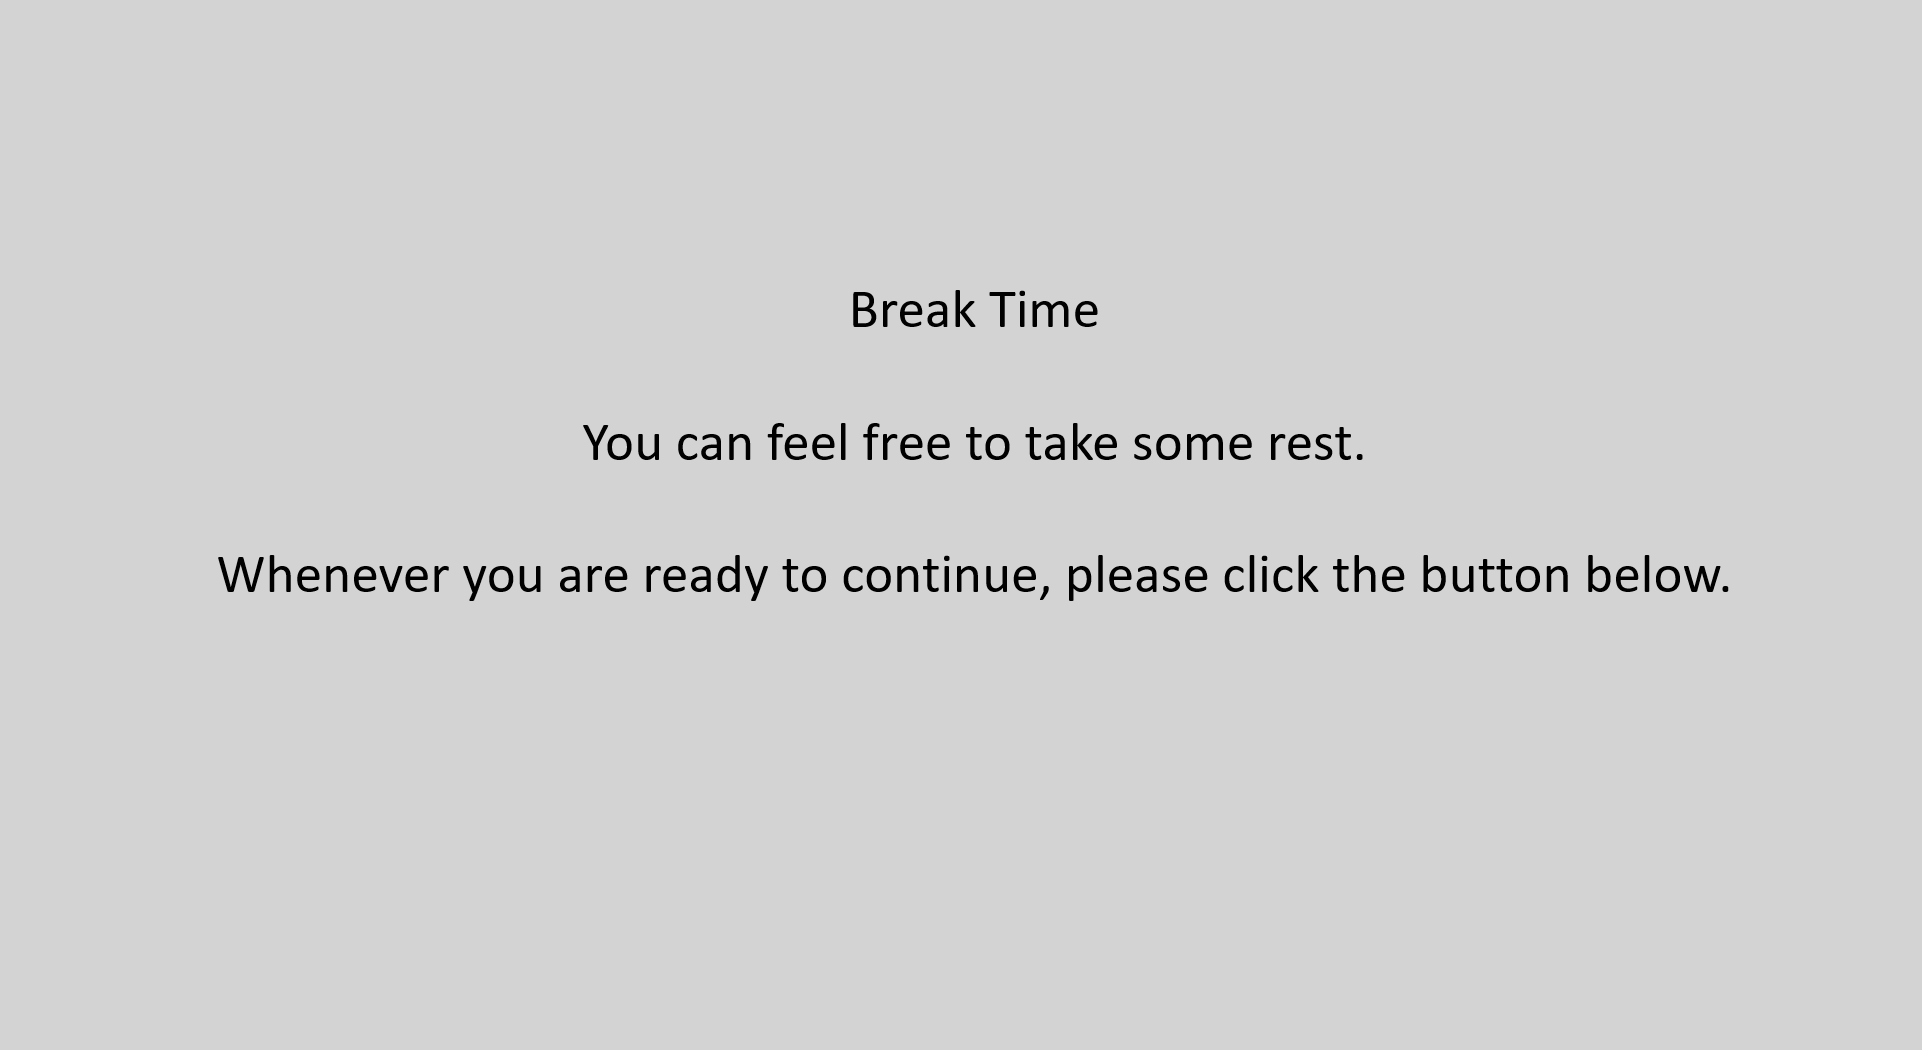 Break Time
You can feel free to take some rest.
Whenever you are ready to continue, please click the button below.